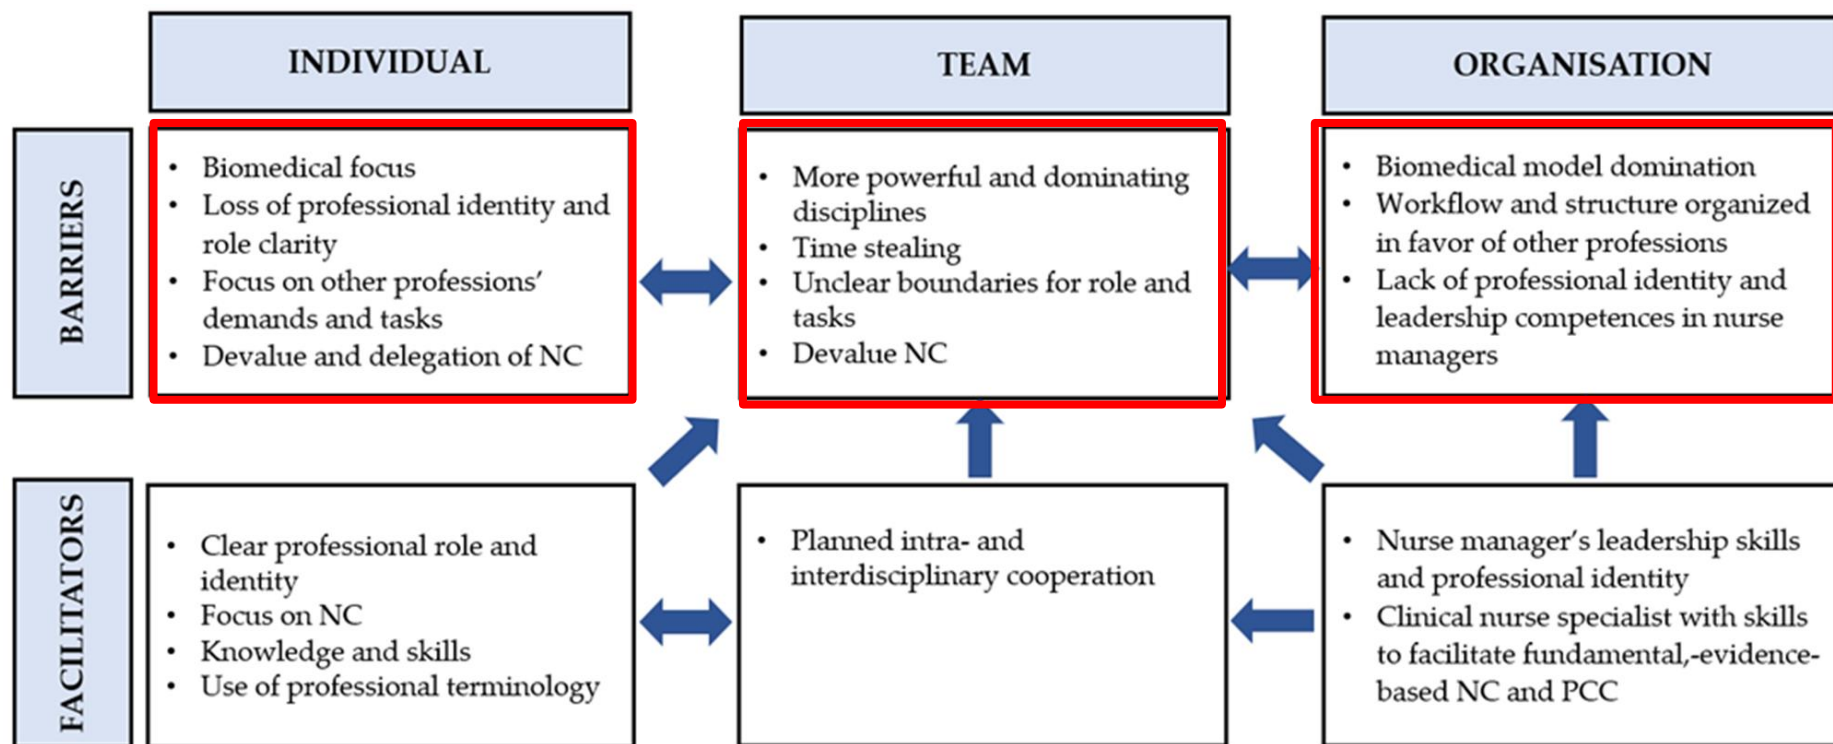 INDIVIDUAL
TEAM
ORGANISATION
BARRIERS
• Biomedical focus
• Loss of professional identity and
role clarity
• Focus on other professions’
demands and tasks
• Devalue and delegation of NC
• More powerful and dominating
disciplines
• Time stealing
• Unclear boundaries for role and
tasks
• Devalue NC
• Biomedical model domination
• Workflow and structure organized
in favor of other professions
• Lack of professional identity and
leadership competences in nurse
managers
FACILITATORS
• Clear professional role and
identity
• Focus on NC
• Knowledge and skills
• Use of professional terminology
• Planned intra- and
interdisciplinary cooperation
• Nurse manager’s leadership skills
and professional identity
• Clinical nurse specialist with skills
to facilitate fundamental,-evidence-
based NC and PCC